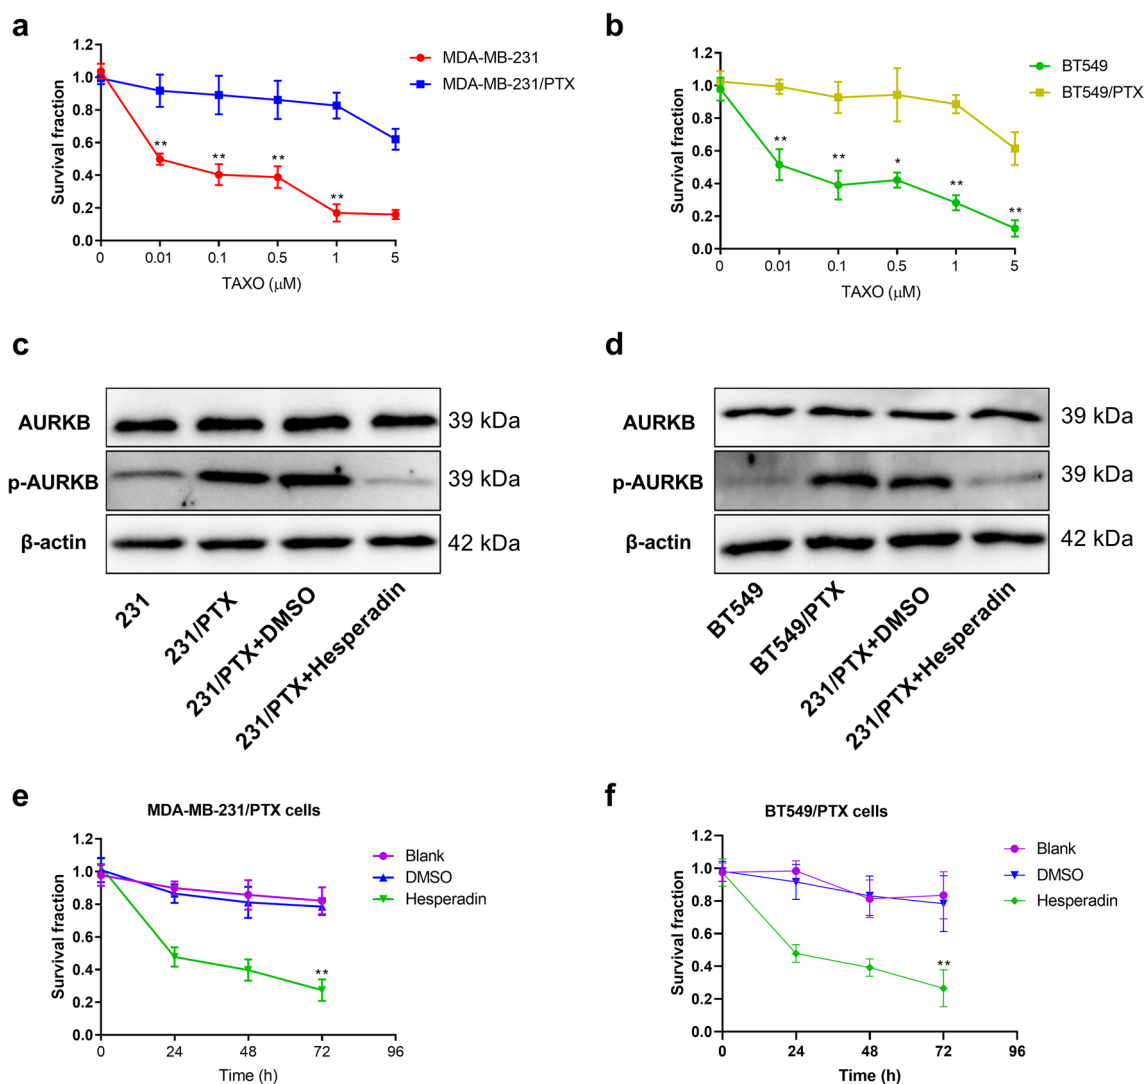 a
1.2
1.0
0.8
0.6
0.4
0.2
0.0
Survival fraction
**
**
**
**
0
0.01
0.1
0.5
1
5
TAXO (μM)
MDA-MB-231
MDA-MB-231/PTX
b
1.2
1.0
0.8
0.6
0.4
0.2
0.0
Survival fraction
**
**
*
**
**
0
0.01
0.1
0.5
1
5
TAXO (μM)
BT549
BT549/PTX
c
AURKB
39 kDa
p-AURKB
39 kDa
β-actin
42 kDa
231
231/PTX
231/PTX+DMSO
231/PTX+Hesperadin
d
AURKB
39 kDa
p-AURKB
39 kDa
β-actin
42 kDa
BT549
BT549/PTX
231/PTX+DMSO
231/PTX+Hesperadin
e
MDA-MB-231/PTX cells
1.2
1.0
0.8
0.6
0.4
0.2
0.0
Survival fraction
**
0
24
48
72
96
Time (h)
Blank
DMSO
Hesperadin
f
BT549/PTX cells
1.2
1.0
0.8
0.6
0.4
0.2
0.0
Survival fraction
**
0
24
48
72
96
Time (h)
Blank
DMSO
Hesperadin